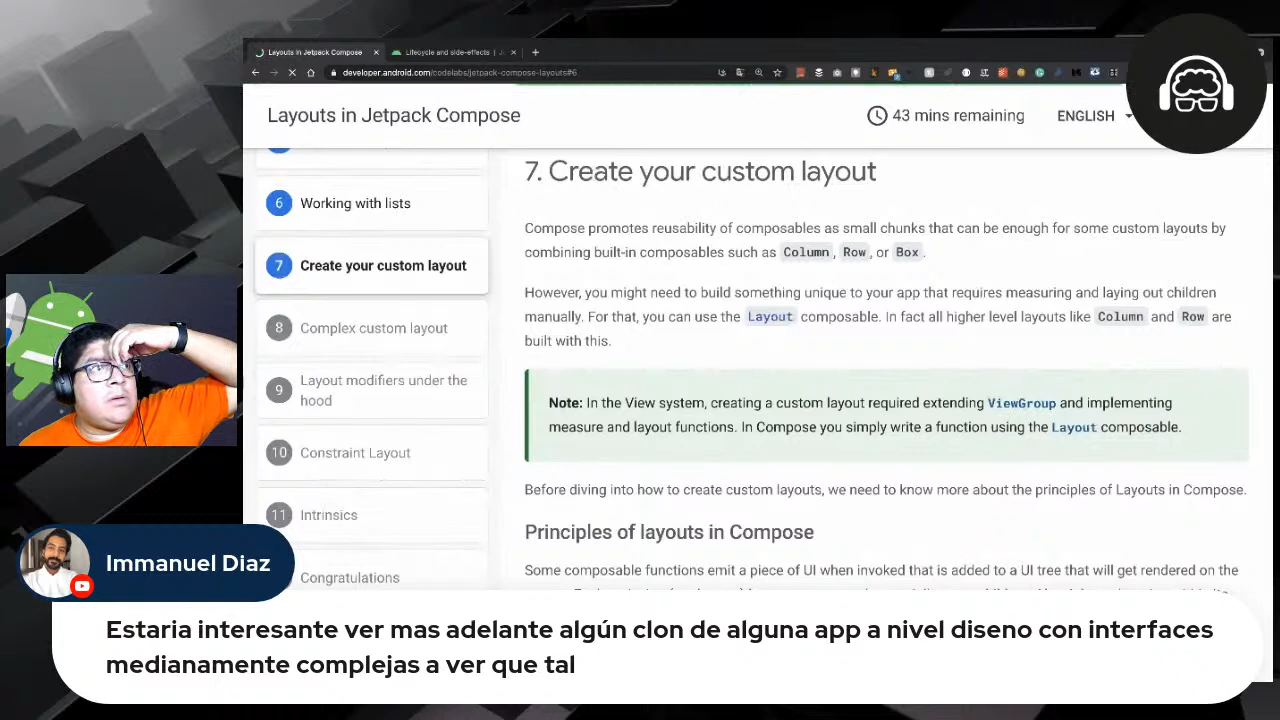 Layouts in Jetpack Compose
Lifecycle and side-effects
developer.android.com/codelabs/jetpack-compose-layouts#6
Layouts in Jetpack Compose
43 mins remaining
ENGLISH
6 Working with lists
7 Create your custom layout
8 Complex custom layout
9 Layout modifiers under the
hood
10 Constraint Layout
11 Intrinsics
Congratulations
7. Create your custom layout
Compose promotes reusability of composables as small chunks that can be enough for some custom layouts by
combining built-in composables such as Column, Row, or Box.
However, you might need to build something unique to your app that requires measuring and laying out children
manually. For that, you can use the Layout composable. In fact all higher level layouts like Column and Row are
built with this.
Note: In the View system, creating a custom layout required extending ViewGroup and implementing
measure and layout functions. In Compose you simply write a function using the Layout composable.
Before diving into how to create custom layouts, we need to know more about the principles of Layouts in Compose.
Principles of layouts in Compose
Some composable functions emit a piece of UI when invoked that is added to a UI tree that will get rendered on the
Immanuel Diaz
Estaria interesante ver mas adelante algún clon de alguna app a nivel diseno con interfaces
medianamente complejas a ver que tal